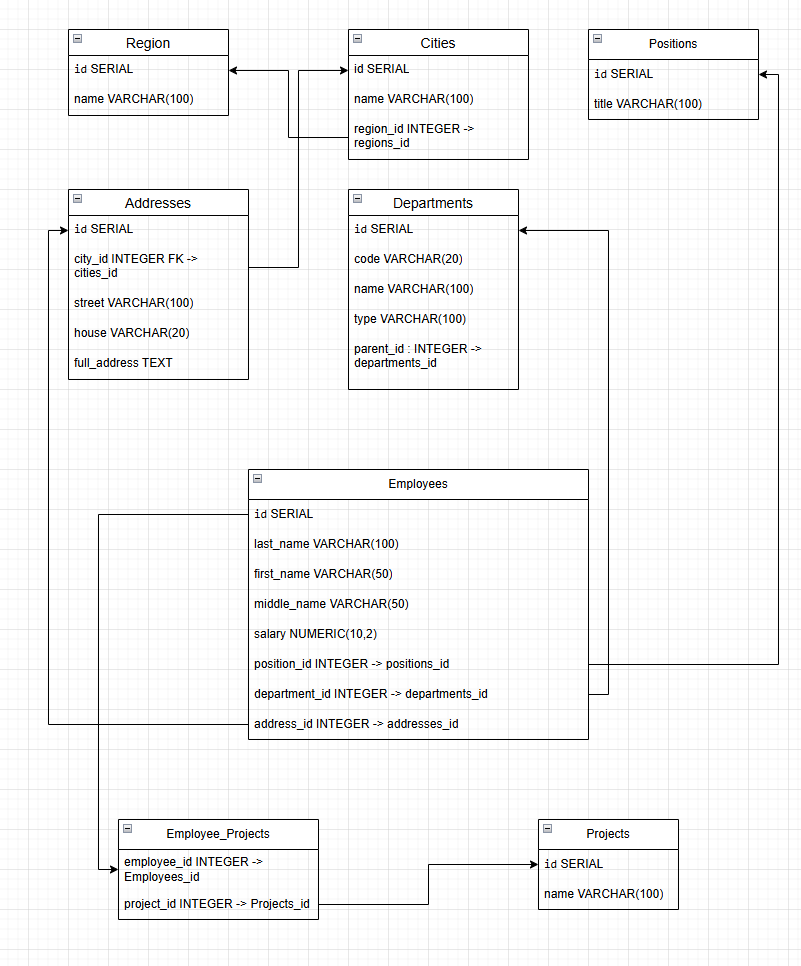 Region
id SERIAL
name VARCHAR(100)
Cities
id SERIAL
name VARCHAR(100)
region_id INTEGER ->
regions_id
Positions
id SERIAL
title VARCHAR(100)
Addresses
id SERIAL
city_id INTEGER FK ->
cities_id
street VARCHAR(100)
house VARCHAR(20)
full_address TEXT
Departments
id SERIAL
code VARCHAR(20)
name VARCHAR(100)
type VARCHAR(100)
parent_id : INTEGER ->
departments_id
Employees
id SERIAL
last_name VARCHAR(100)
first_name VARCHAR(50)
middle_name VARCHAR(50)
salary NUMERIC(10,2)
position_id INTEGER -> positions_id
department_id INTEGER -> departments_id
address_id INTEGER -> addresses_id
Employee_Projects
employee_id INTEGER ->
Employees_id
project_id INTEGER -> Projects_id
Projects
id SERIAL
name VARCHAR(100)